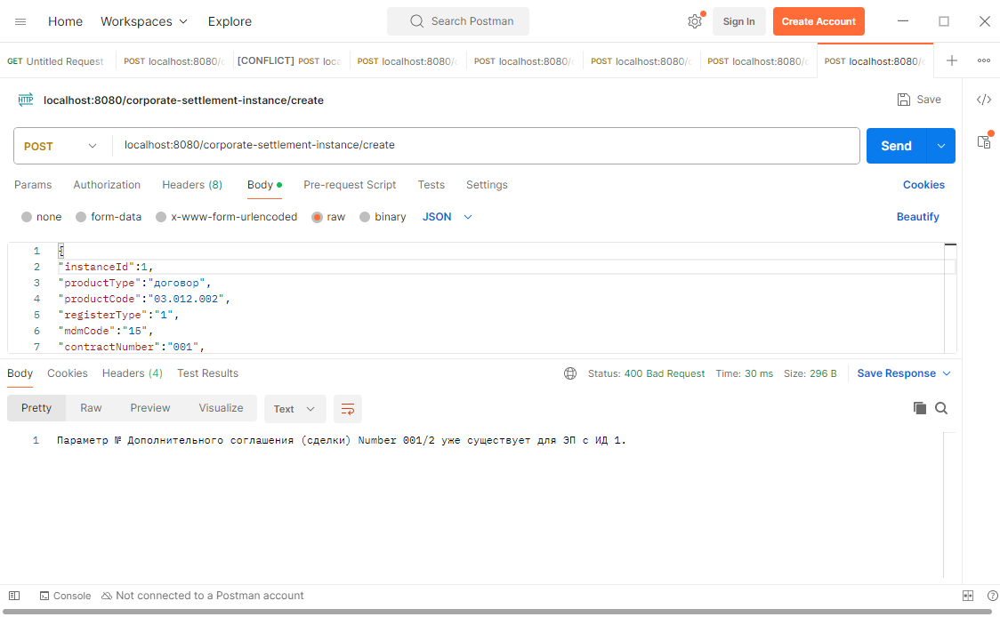 Home Workspaces Explore Search Postman Sign In Create Account
GET Untitled Request POST localhost:8080/ [CONFLICT] POST loca POST localhost:8080/ POST localhost:8080/ POST localhost:8080/ POST localhost:8080/ POST localhost:8080/
HTTP localhost:8080/corporate-settlement-instance/create Save
POST localhost:8080/corporate-settlement-instance/create Send
Params Authorization Headers (8) Body Pre-request Script Tests Settings Cookies
none form-data x-www-form-urlencoded raw binary JSON Beautify
1 {
2 "instanceId":1,
3 "productType":"договор",
4 "productCode":"03.012.002",
5 "registerType":"1",
6 "mdmCode":"15",
7 "contractNumber":"001",
Body Cookies Headers (4) Test Results Status: 400 Bad Request Time: 30 ms Size: 296 B Save Response
Pretty Raw Preview Visualize Text
1 Параметр № Дополнительного соглашения (сделки) Number 001/2 уже существует для ЭП с ИД 1.
Console Not connected to a Postman account